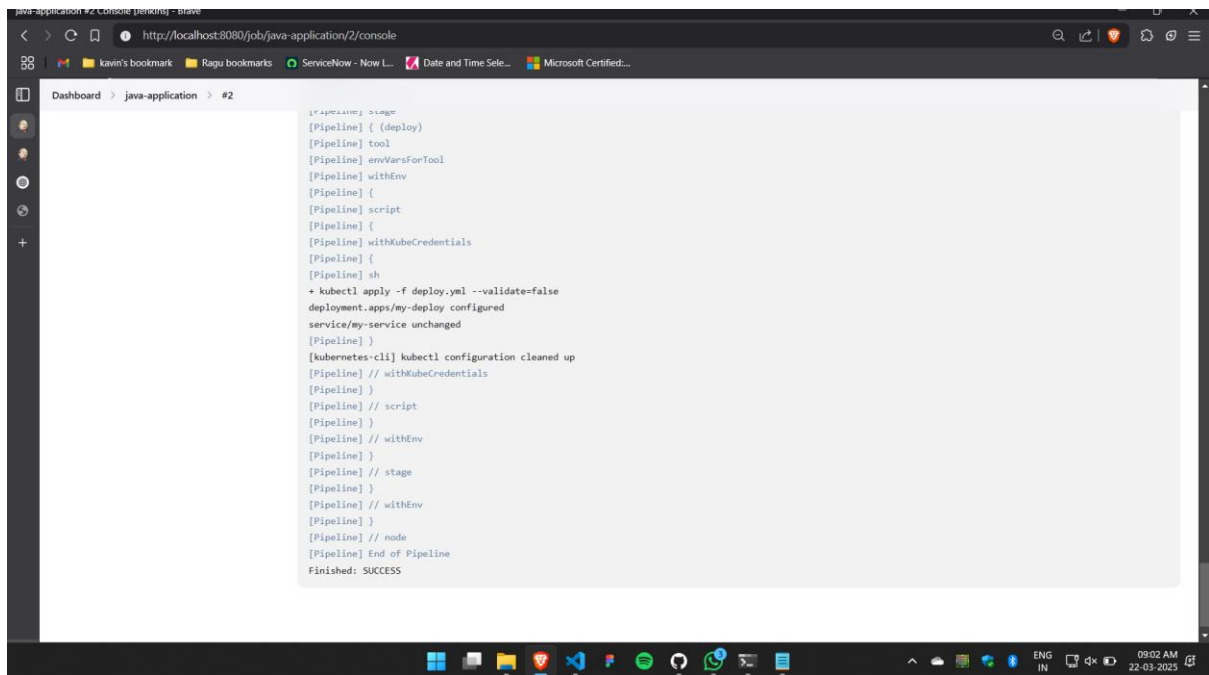 java-application #2 Console [Jenkins] - Brave
http://localhost:8080/job/java-application/2/console
kavin's bookmark Ragu bookmarks ServiceNow - Now L... Date and Time Sele... Microsoft Certified:...
Dashboard > java-application > #2
[Pipeline] stage
[Pipeline] { (deploy)
[Pipeline] tool
[Pipeline] envVarsForTool
[Pipeline] withEnv
[Pipeline] {
[Pipeline] script
[Pipeline] {
[Pipeline] withKubeCredentials
[Pipeline] {
[Pipeline] sh
+ kubectl apply -f deploy.yml --validate=false
deployment.apps/my-deploy configured
service/my-service unchanged
[Pipeline] }
[kubernetes-cli] kubectl configuration cleaned up
[Pipeline] // withKubeCredentials
[Pipeline] }
[Pipeline] // script
[Pipeline] }
[Pipeline] // withEnv
[Pipeline] }
[Pipeline] // stage
[Pipeline] }
[Pipeline] // withEnv
[Pipeline] }
[Pipeline] // node
[Pipeline] End of Pipeline
Finished: SUCCESS
3
ENG 09:02 AM
IN 22-03-2025